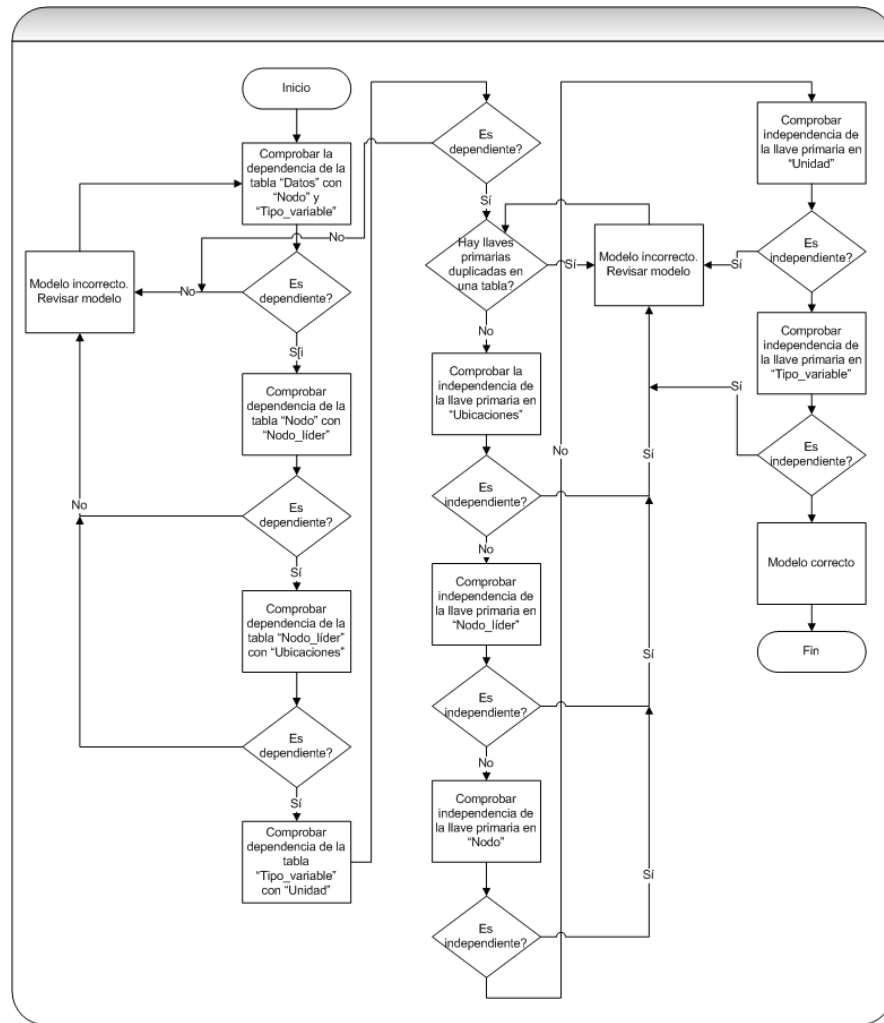 Inicio
Comprobar la
dependencia de la
tabla “Datos” con
“Nodo” y
“Tipo_variable”
Es
dependiente?
No
Modelo incorrecto.
Revisar modelo
S[i
Comprobar
dependencia de la
tabla “Nodo” con
“Nodo_líder”
Es
dependiente?
No
Sí
Comprobar
dependencia de la
tabla “Nodo_líder”
con “Ubicaciones”
Es
dependiente?
Sí
Comprobar
dependencia de la
tabla
“Tipo_variable”
con “Unidad”
Es
dependiente?
No
Sí
Hay llaves
primarias
duplicadas en
una tabla?
Sí
Modelo incorrecto.
Revisar modelo
No
Comprobar la
independencia de
la llave primaria en
“Ubicaciones”
Es
independiente?
Sí
No
Comprobar
independencia de
la llave primaria en
“Nodo_líder”
Es
independiente?
Sí
No
Comprobar
independencia de
la llave primaria en
“Nodo”
Es
independiente?
Sí
No
Comprobar
independencia de
la llave primaria en
“Unidad”
Es
independiente?
Sí
Comprobar
independencia de
la llave primaria en
“Tipo_variable”
Es
independiente?
Sí
Modelo correcto
Fin